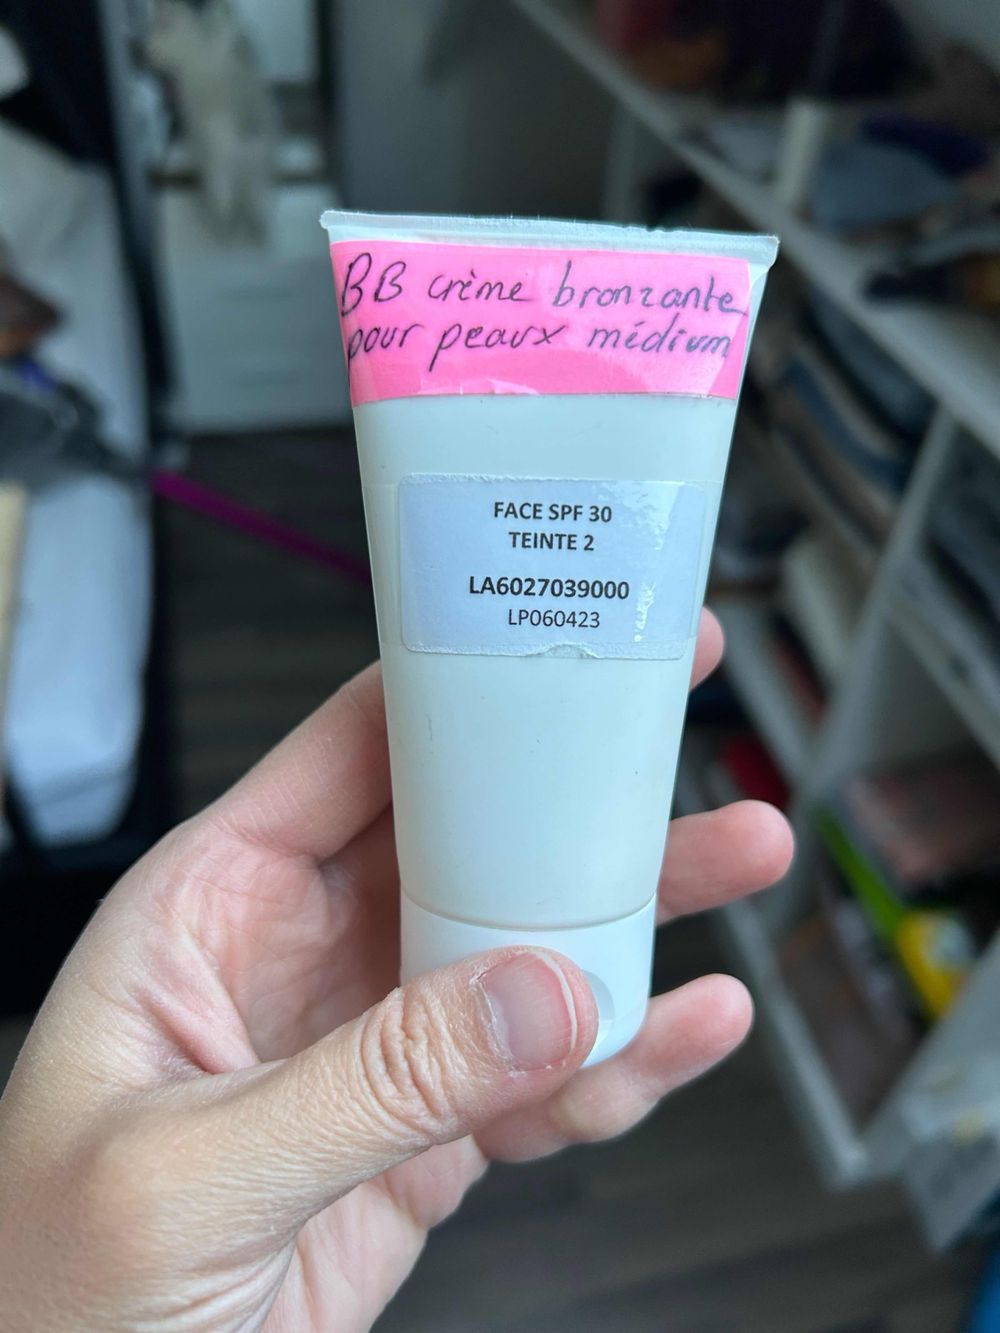 BB crème bronzante
pour peaux médium
FACE SPF 30
TEINTE 2
LA6027039000
LP060423